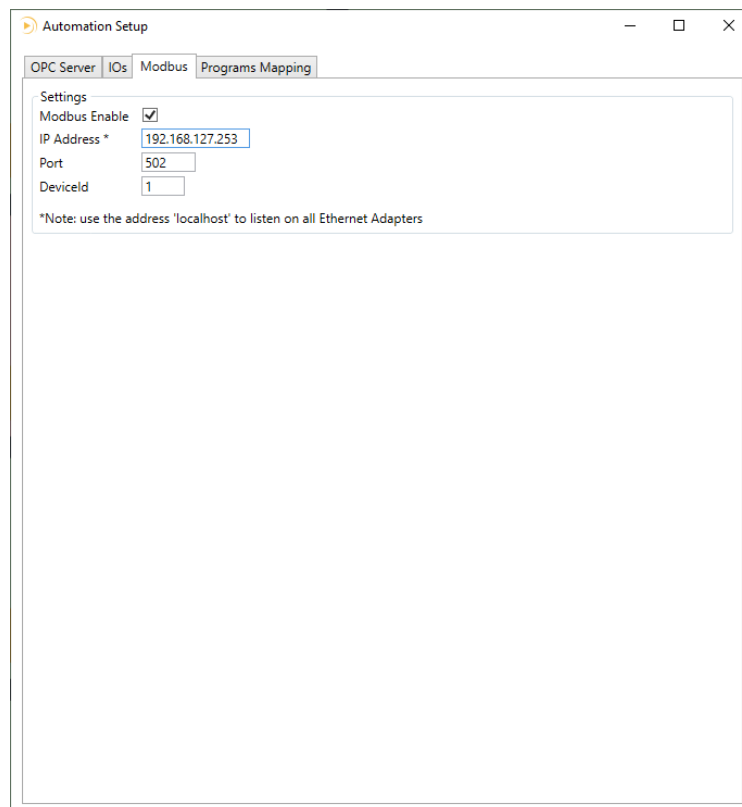 Automation Setup
OPC Server IOs Modbus Programs Mapping
Settings
Modbus Enable
IP Address * 192.168.127.253
Port 502
DeviceId 1
*Note: use the address 'localhost' to listen on all Ethernet Adapters